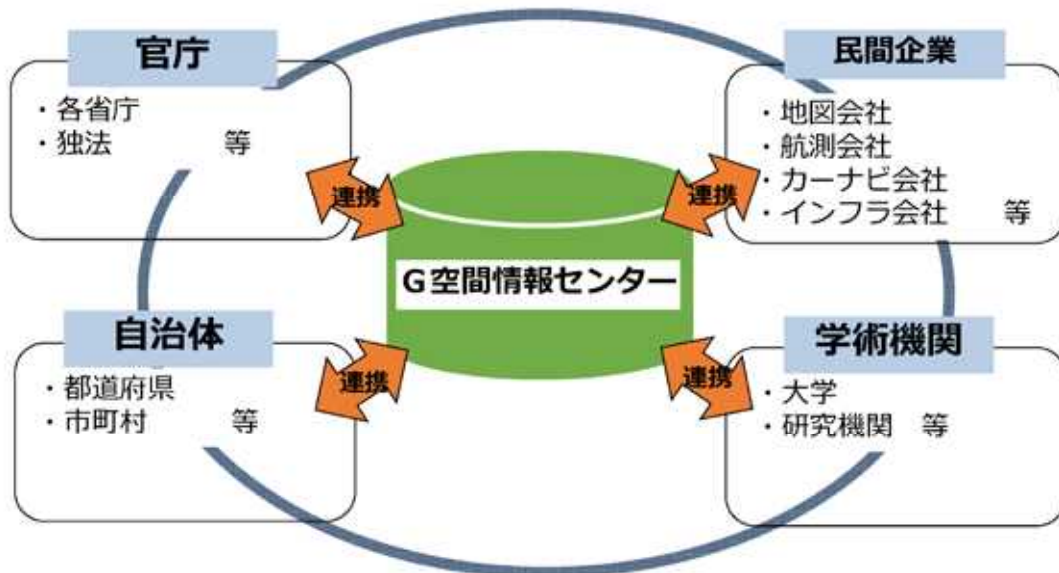 官庁
・各省庁
・独法　　　等
民間企業
・地図会社
・航測会社
・カーナビ会社
・インフラ会社　　等
連携
連携
G空間情報センター
自治体
・都道府県
・市町村　　　等
学術機関
・大学
・研究機関　等
連携
連携